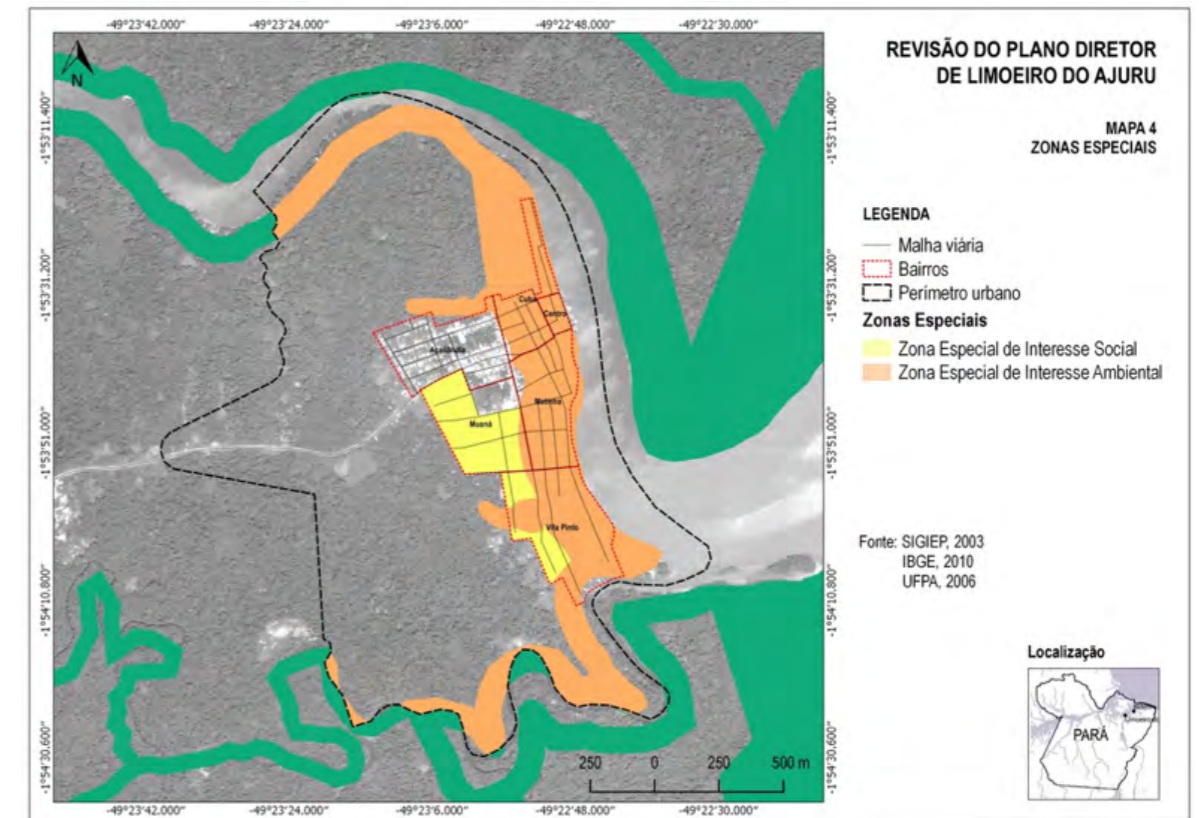 -49°23'42.000" -49°23'24.000" -49°23'6.000" -49°22'48.000" -49°22'30.000"
REVISÃO DO PLANO DIRETOR
DE LIMOEIRO DO AJURU
MAPA 4
ZONAS ESPECIAIS
N
-1°53'11.400" -1°53'11.400"
-1°53'31.200" -1°53'31.200"
-1°53'51.000" -1°53'51.000"
-1°54'10.800" -1°54'10.800"
-1°54'30.600" -1°54'30.600"
Cuba
Centro
Matinha
Muaná
Vila Pinto
250 0 250 500 m
-49°23'42.000" -49°23'24.000" -49°23'6.000" -49°22'48.000" -49°22'30.000"
LEGENDA
Malha viária
Bairros
Perímetro urbano
Zonas Especiais
Zona Especial de Interesse Social
Zona Especial de Interesse Ambiental
Fonte: SIGIEP, 2003
IBGE, 2010
UFPA, 2006
Localização
PARÁ